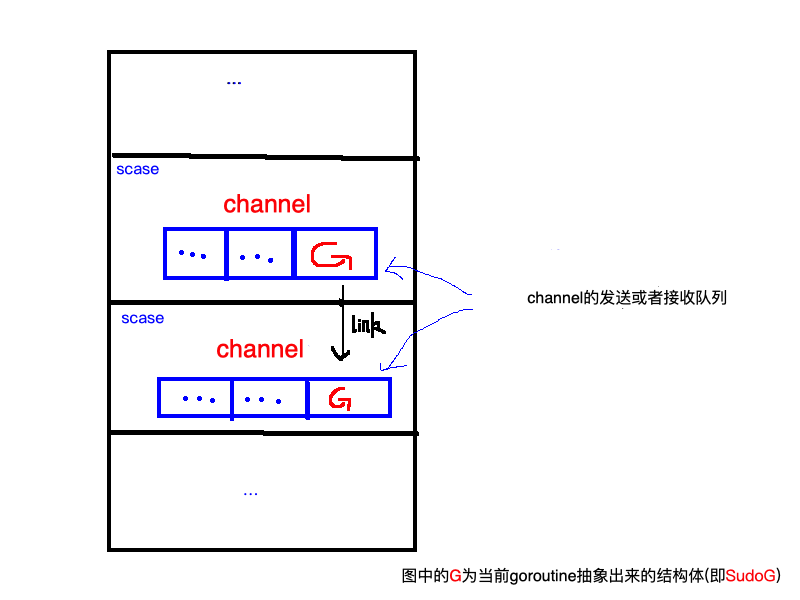 ...
scase
channel
... ... G
link
channel的发送或者接收队列
scase
channel
... ... G
...
图中的G为当前goroutine抽象出来的结构体(即SudoG)